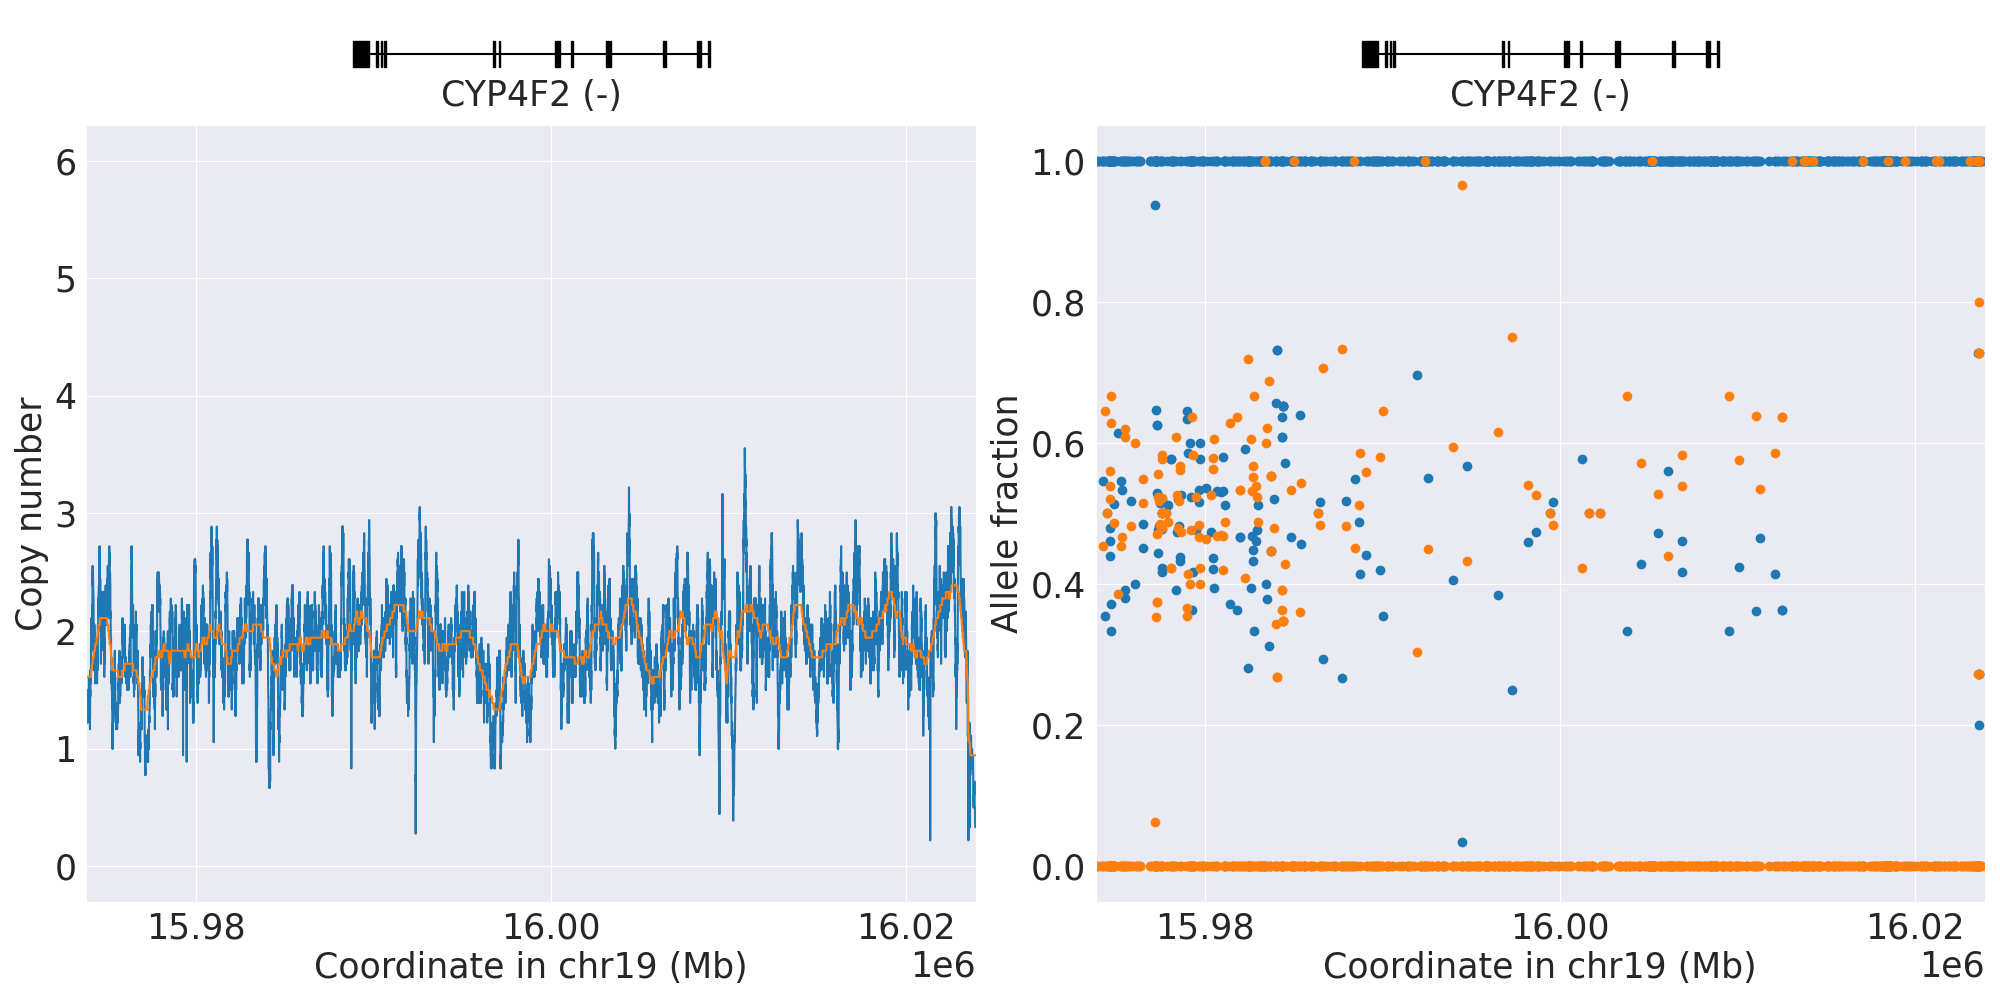 CYP4F2 (-)
6
5
4
3
2
1
0
Copy number
15.98
16.00
16.02
Coordinate in chr19 (Mb)
1e6
CYP4F2 (-)
1.0
0.8
0.6
0.4
0.2
0.0
Allele fraction
15.98
16.00
16.02
Coordinate in chr19 (Mb)
1e6